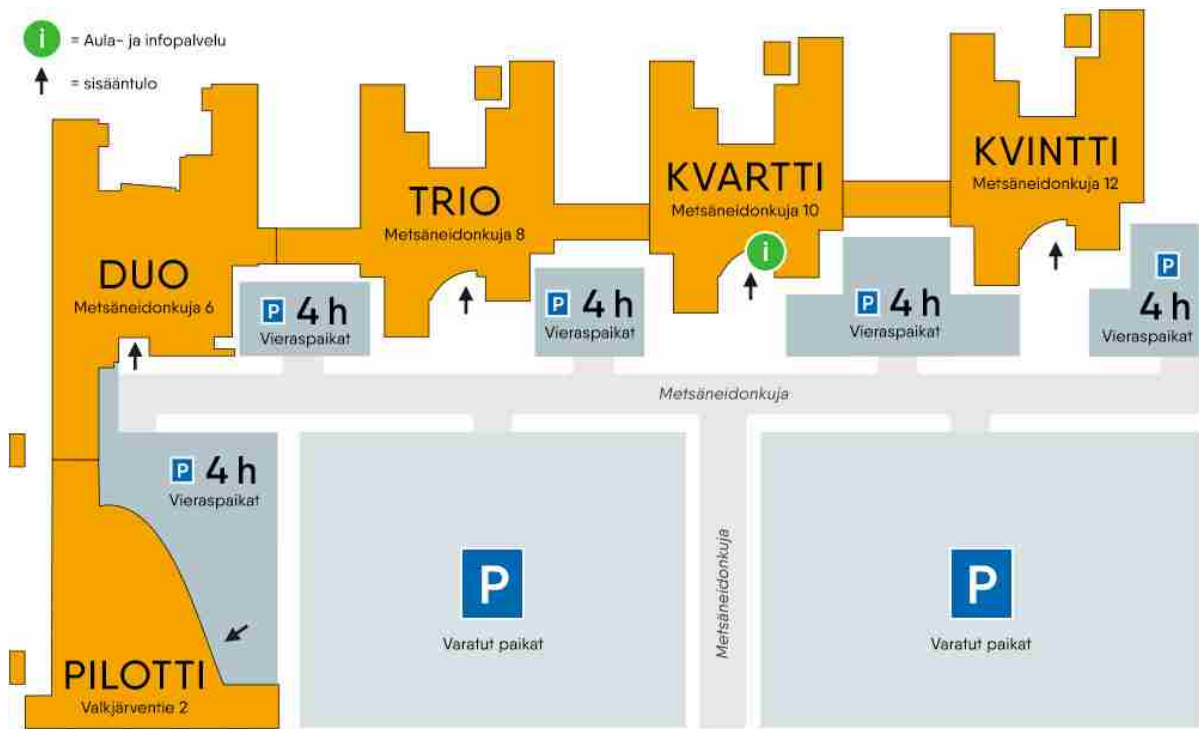 i = Aula- ja infopalvelu
= sisääntulo
KVINTTI
Metsäneidonkuja 12
KVARTTI
Metsäneidonkuja 10
i
TRIO
Metsäneidonkuja 8
DUO
Metsäneidonkuja 6
P 4 h
Vieraspaikat
P 4 h
Vieraspaikat
P 4 h
Vieraspaikat
P
4 h
Vieraspaikat
Metsäneidonkuja
P 4 h
Vieraspaikat
Metsäneidonkuja
P
Varatut paikat
P
Varatut paikat
PILOTTI
Valkjärventie 2